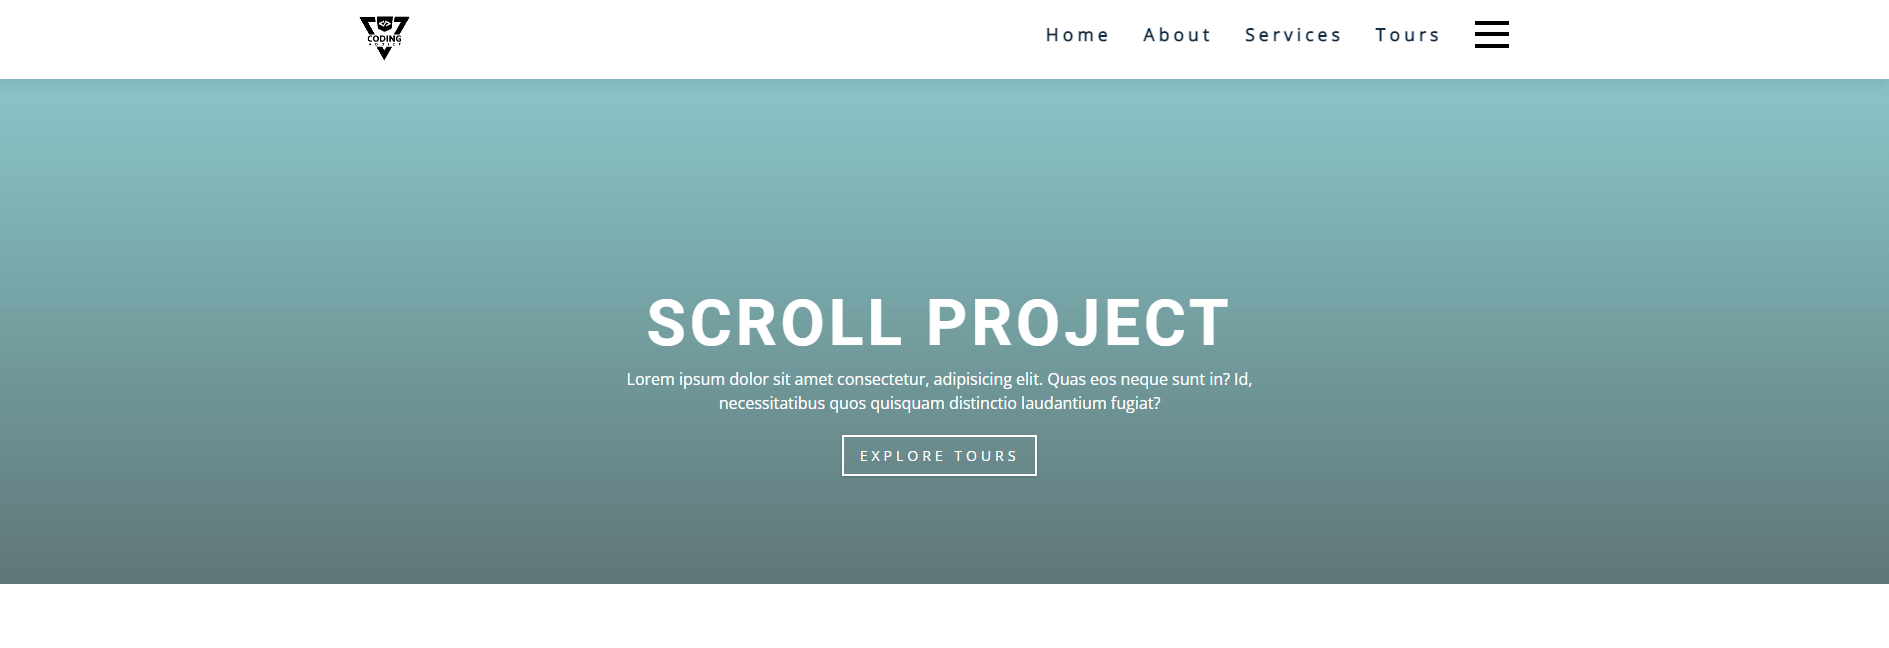 CODING
ADDICT
Home About Services Tours
SCROLL PROJECT
Lorem ipsum dolor sit amet consectetur, adipisicing elit. Quas eos neque sunt in? Id,
necessitatibus quos quisquam distinctio laudantium fugiat?
EXPLORE TOURS